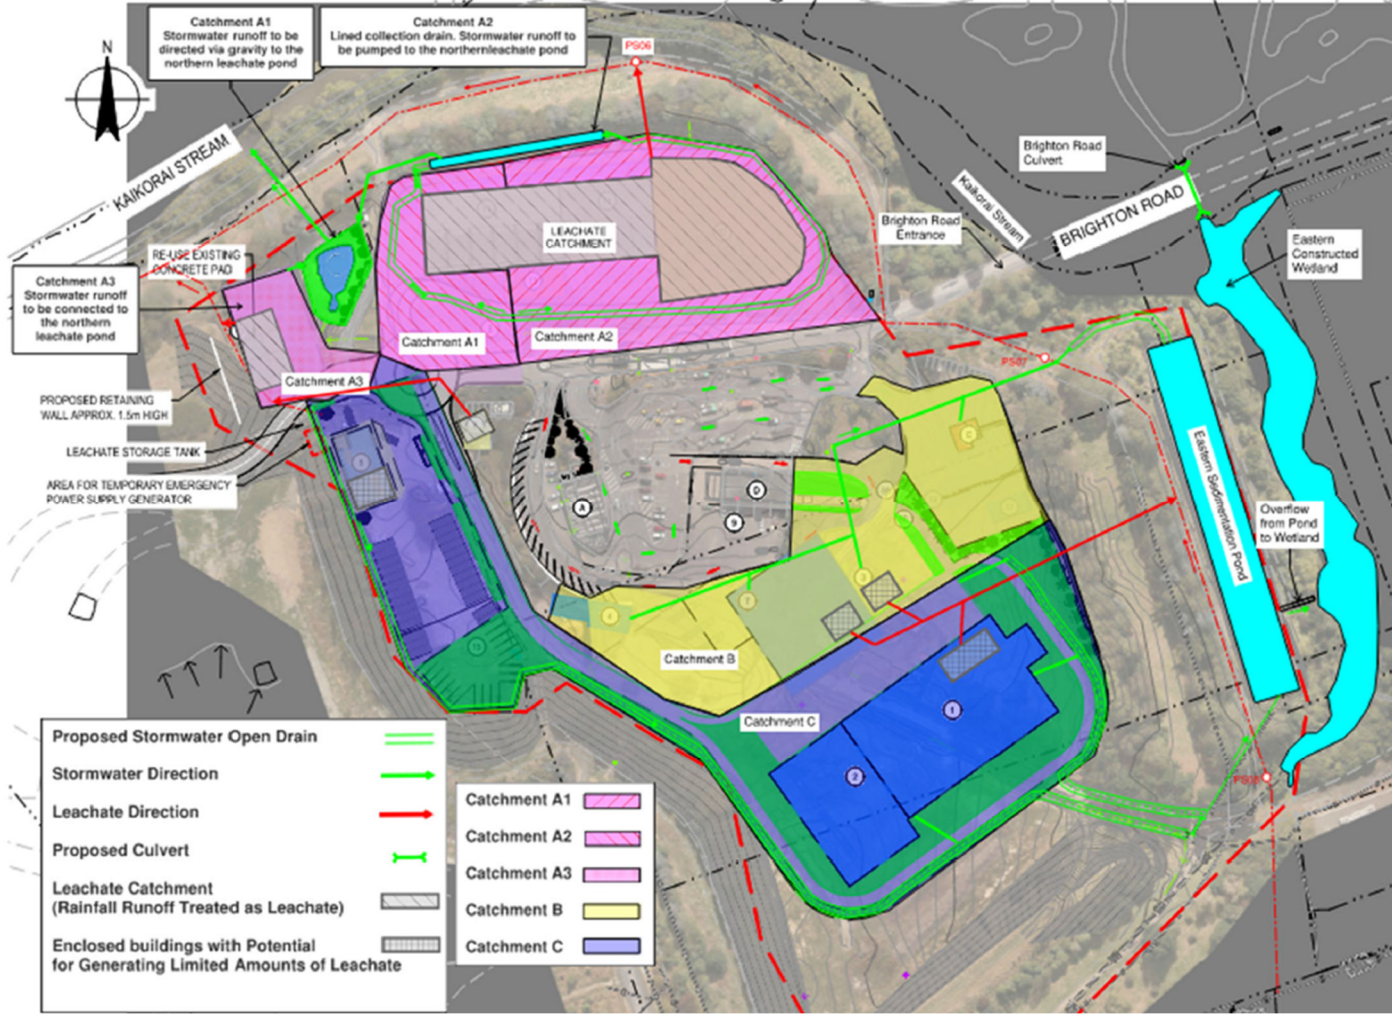 Catchment A1
Stormwater runoff to be
directed via gravity to the
northern leachate pond
Catchment A2
Lined collection drain. Stormwater runoff to
be pumped to the northernleachate pond
PS06
N
KAIKORAI STREAM
Brighton Road
Culvert
Kaikorai Stream
BRIGHTON ROAD
Brighton Road
Entrance
Eastern
Constructed
Wetland
LEACHATE
CATCHMENT
RE-USE EXISTING
CONCRETE PAD
Catchment A3
Stormwater runoff
to be connected to
the northern
leachate pond
Catchment A1
Catchment A2
PS07
Catchment A3
PROPOSED RETAINING
WALL APPROX. 1.5m HIGH
LEACHATE STORAGE TANK
AREA FOR TEMPORARY EMERGENCY
POWER SUPPLY GENERATOR
A
D
9
C
Eastern Sedimentation Pond
Overflow
from Pond
to Wetland
Catchment B
Catchment C
1
2
Proposed Stormwater Open Drain
Stormwater Direction
Leachate Direction
Proposed Culvert
Leachate Catchment
(Rainfall Runoff Treated as Leachate)
Enclosed buildings with Potential
for Generating Limited Amounts of Leachate
Catchment A1
Catchment A2
Catchment A3
Catchment B
Catchment C